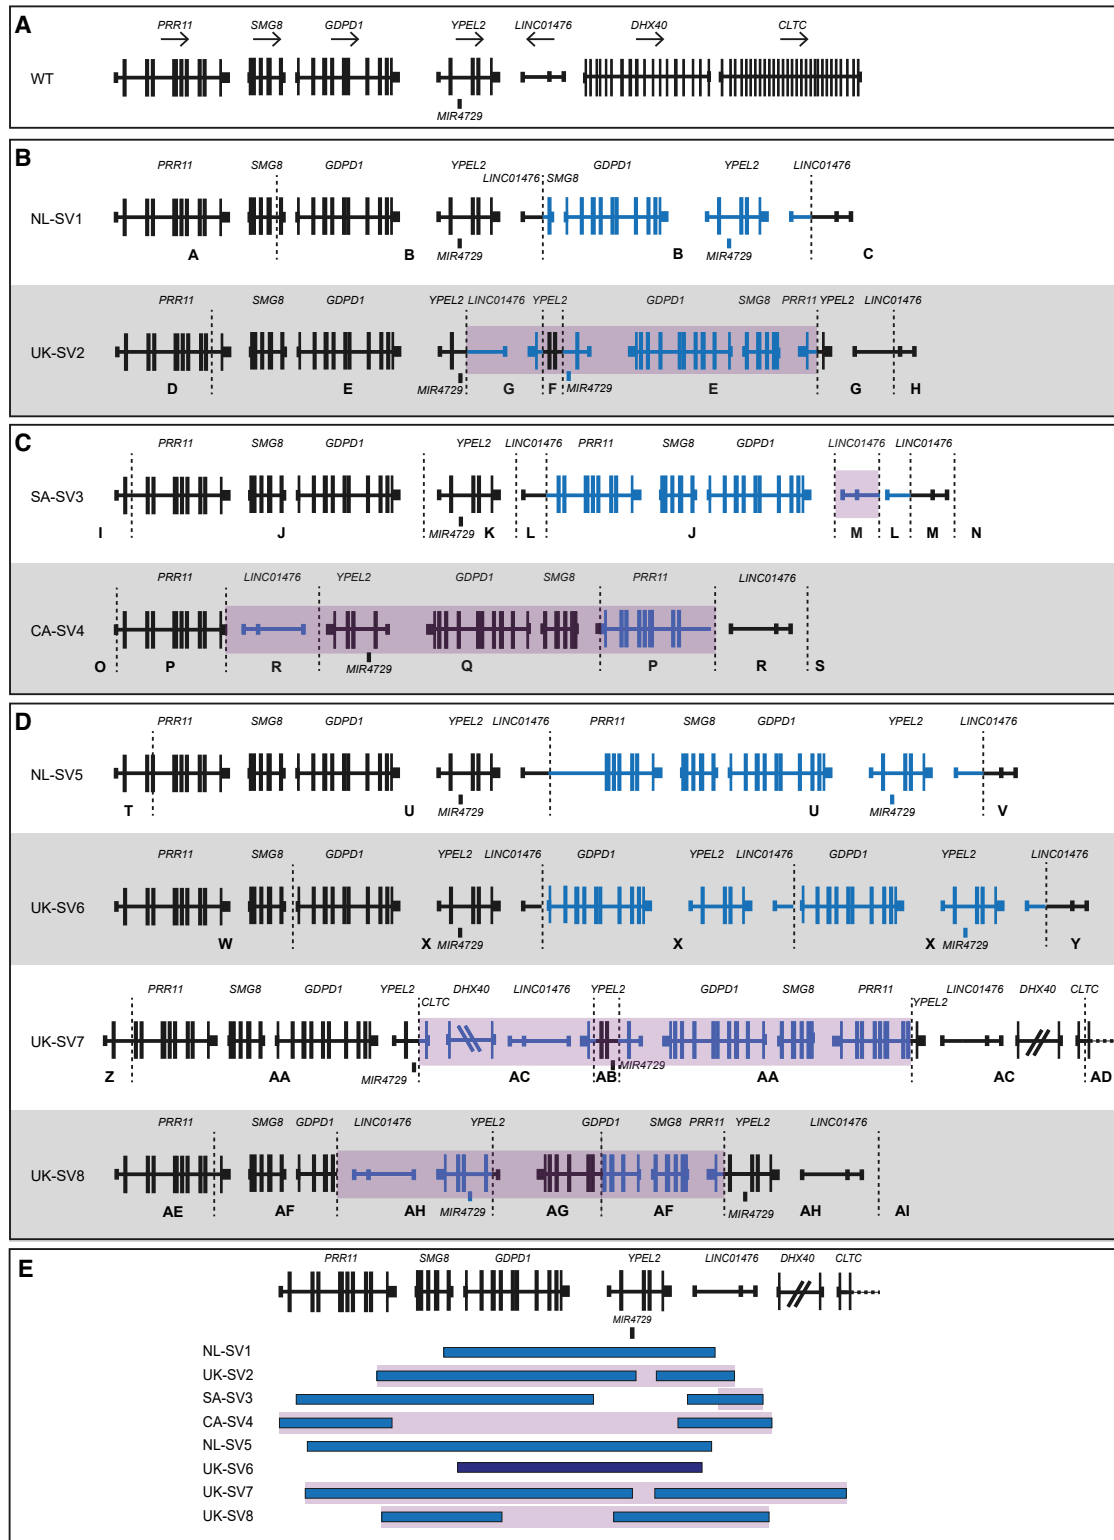 A
PRR11 SMG8 GDPD1 YPEL2 LINC01476 DHX40 CLTC
WT
MIR4729
B
PRR11 SMG8 GDPD1 YPEL2 GDPD1 YPEL2 LINC01476
LINC01476 SMG8
NL-SV1
A B MIR4729 B MIR4729 C
PRR11 SMG8 GDPD1 YPEL2 LINC01476 YPEL2 GDPD1 SMG8 PRR11 YPEL2 LINC01476
UK-SV2
D E MIR4729 G F MIR4729 E G H
C
PRR11 SMG8 GDPD1 YPEL2 LINC01476 PRR11 SMG8 GDPD1 LINC01476 LINC01476
SA-SV3
I J MIR4729 K L J M L M N
PRR11 LINC01476 YPEL2 GDPD1 SMG8 PRR11 LINC01476
CA-SV4
O P R MIR4729 Q P R S
D
PRR11 SMG8 GDPD1 YPEL2 LINC01476 PRR11 SMG8 GDPD1 YPEL2 LINC01476
NL-SV5
T U MIR4729 U MIR4729 V
PRR11 SMG8 GDPD1 YPEL2 LINC01476 GDPD1 YPEL2 LINC01476 GDPD1 YPEL2 LINC01476
UK-SV6
W X MIR4729 X X MIR4729 Y
PRR11 SMG8 GDPD1 YPEL2 DHX40 LINC01476 YPEL2 GDPD1 SMG8 PRR11 LINC01476 DHX40 CLTC
CLTC YPEL2
UK-SV7
MIR4729
Z AA MIR4729 AC AB AA AC AD
PRR11 SMG8 GDPD1 LINC01476 YPEL2 GDPD1 SMG8 PRR11 YPEL2 LINC01476
UK-SV8
AE AF AH MIR4729 AG AF MIR4729 AH AI
E
PRR11 SMG8 GDPD1 YPEL2 LINC01476 DHX40 CLTC
MIR4729
NL-SV1
UK-SV2
SA-SV3
CA-SV4
NL-SV5
UK-SV6
UK-SV7
UK-SV8